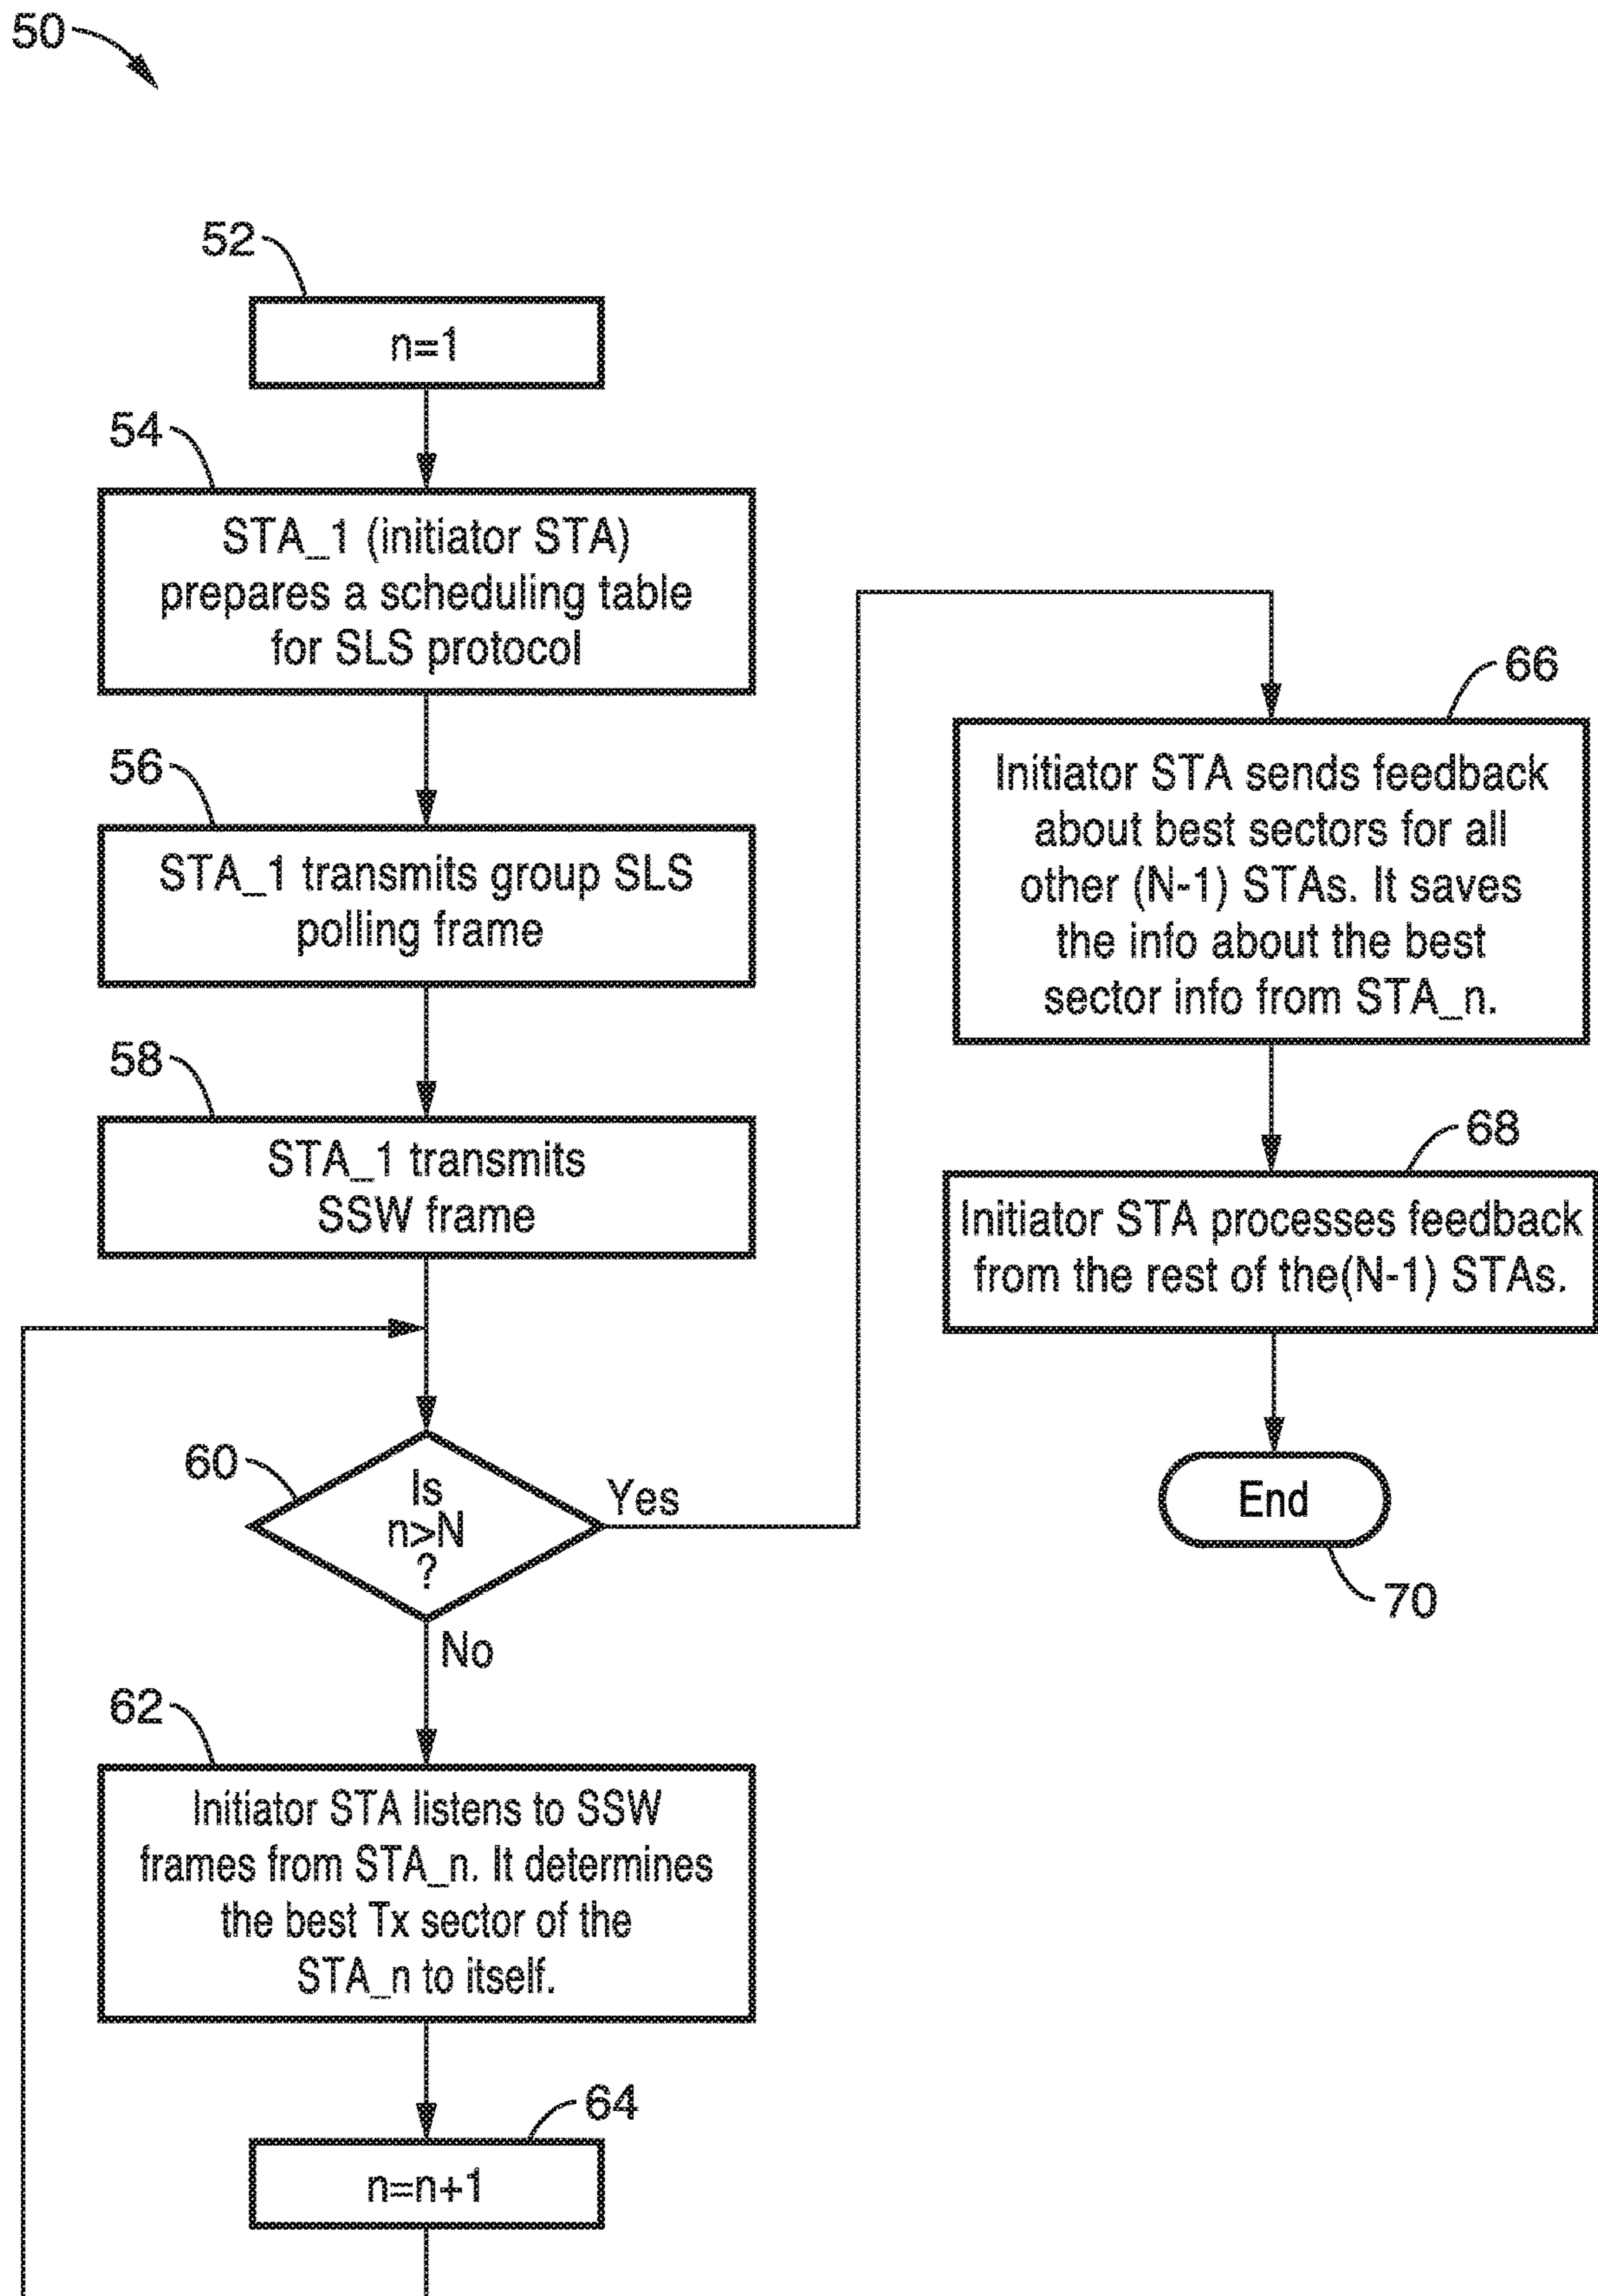 50
52
n=1
54
STA_1 (initiator STA)
prepares a scheduling table
for SLS protocol
56
STA_1 transmits group SLS
polling frame
58
STA_1 transmits
SSW frame
60
Is
n>N
?
Yes
No
62
Initiator STA listens to SSW
frames from STA_n. It determines
the best Tx sector of the
STA_n to itself.
64
n=n+1
66
Initiator STA sends feedback
about best sectors for all
other (N-1) STAs. It saves
the info about the best
sector info from STA_n.
68
Initiator STA processes feedback
from the rest of the(N-1) STAs.
End
70